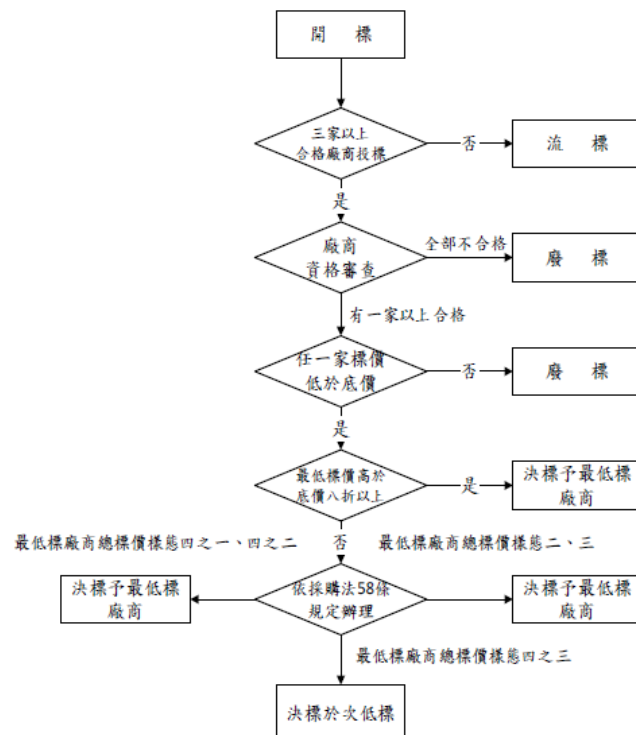 開 標
三家以上
合格廠商投標
否
流 標
是
廠商
資格審查
全部不合格
廢 標
有一家以上合格
任一家標價
低於底價
否
廢 標
是
最低標價高於
底價八折以上
是
決標予最低標
廠商
最低標廠商總標價樣態四之一、四之二
否
最低標廠商總標價樣態二、三
決標予最低標
廠商
依採購法58條
規定辦理
決標予最低標
廠商
最低標廠商總標價樣態四之三
決標於次低標